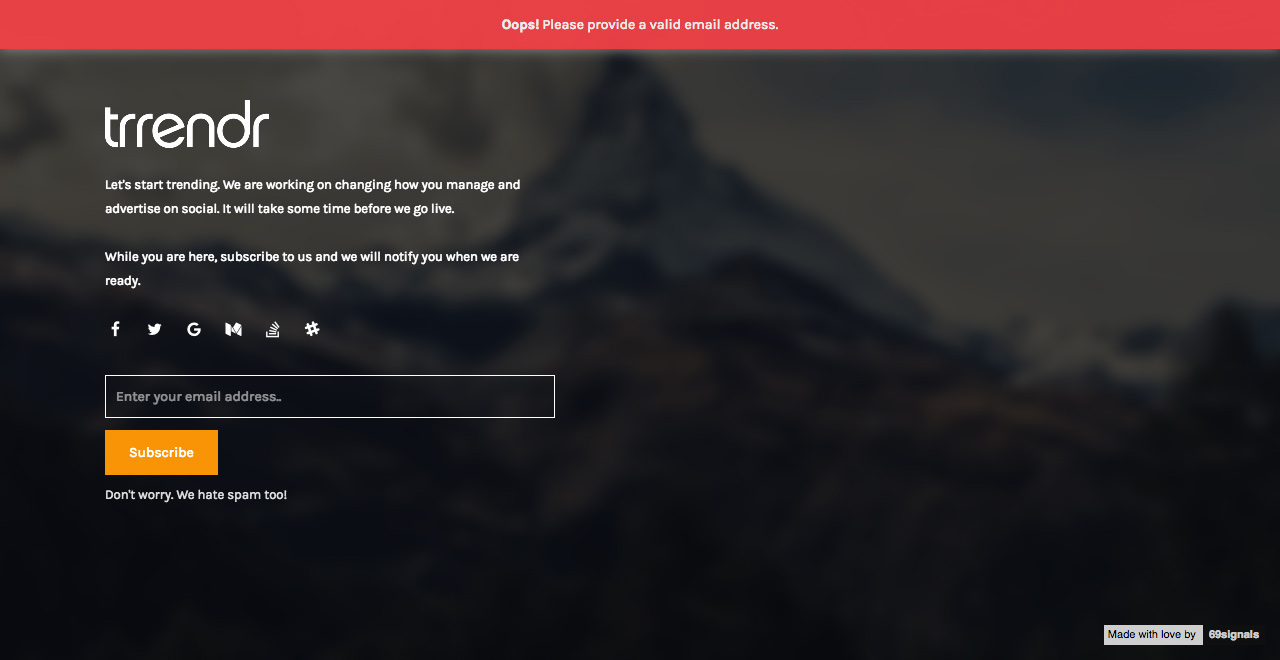 Oops! Please provide a valid email address.
trrendr
Let's start trending. We are working on changing how you manage and
advertise on social. It will take some time before we go live.
While you are here, subscribe to us and we will notify you when we are
ready.
Enter your email address..
Subscribe
Don't worry. We hate spam too!
Made with love by 69signals